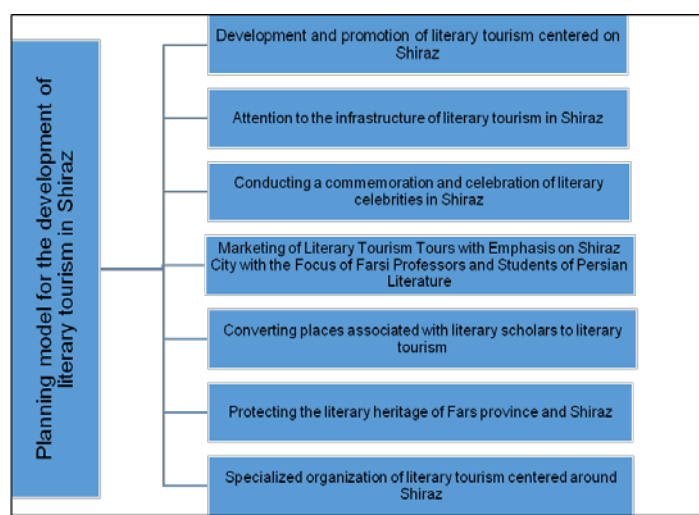 Planning model for the development of
literary tourism in Shiraz
Development and promotion of literary tourism centered on
Shiraz
Attention to the infrastructure of literary tourism in Shiraz
Conducting a commemoration and celebration of literary
celebrities in Shiraz
Marketing of Literary Tourism Tours with Emphasis on Shiraz
City with the Focus of Farsi Professors and Students of Persian
Literature
Converting places associated with literary scholars to literary
tourism
Protecting the literary heritage of Fars province and Shiraz
Specialized organization of literary tourism centered around
Shiraz